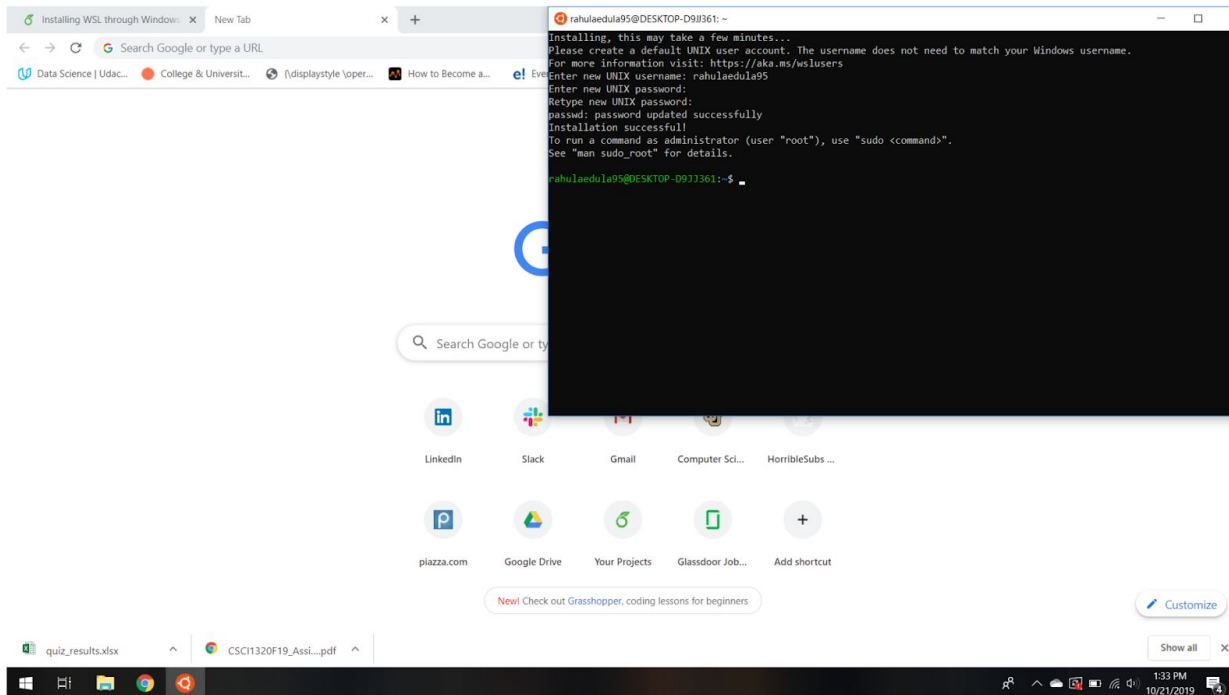 Installing WSL through Windows
New Tab
rahulaedula95@DESKTOP-D9JJ361: ~
Search Google or type a URL
Data Science | Udac...
College & Universit...
{\displaystyle \oper...
How to Become a...
Installing, this may take a few minutes...
Please create a default UNIX user account. The username does not need to match your Windows username.
For more information visit: https://aka.ms/wslusers
Enter new UNIX username: rahulaedula95
Enter new UNIX password:
Retype new UNIX password:
passwd: password updated successfully
Installation successful!
To run a command as administrator (user "root"), use "sudo <command>".
See "man sudo_root" for details.
rahulaedula95@DESKTOP-D9JJ361:~$
Search Google or ty
LinkedIn
Slack
Gmail
Computer Sci...
HorribleSubs ...
piazza.com
Google Drive
Your Projects
Glassdoor Job...
Add shortcut
New! Check out Grasshopper, coding lessons for beginners
Customize
quiz_results.xlsx
CSCI1320F19_Assi....pdf
Show all
1:33 PM
10/21/2019